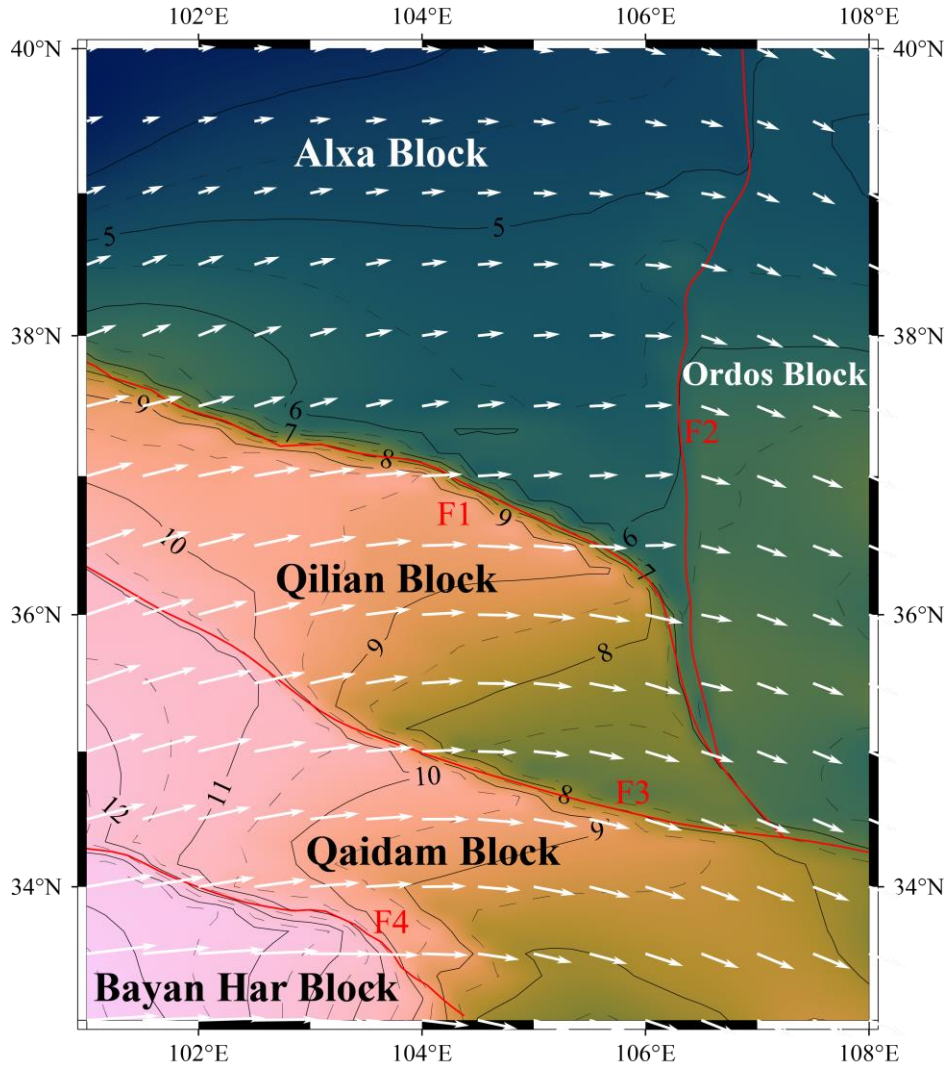 102°E 104°E 106°E 108°E
40°N 40°N
Alxa Block
5 5
38°N 38°N
Ordos Block
9 6
7
F2
8
F1 9
10 6
7
Qilian Block
36°N 36°N
9 8
10
11 8 F3
12 9
Qaidam Block
34°N 34°N
F4
Bayan Har Block
102°E 104°E 106°E 108°E